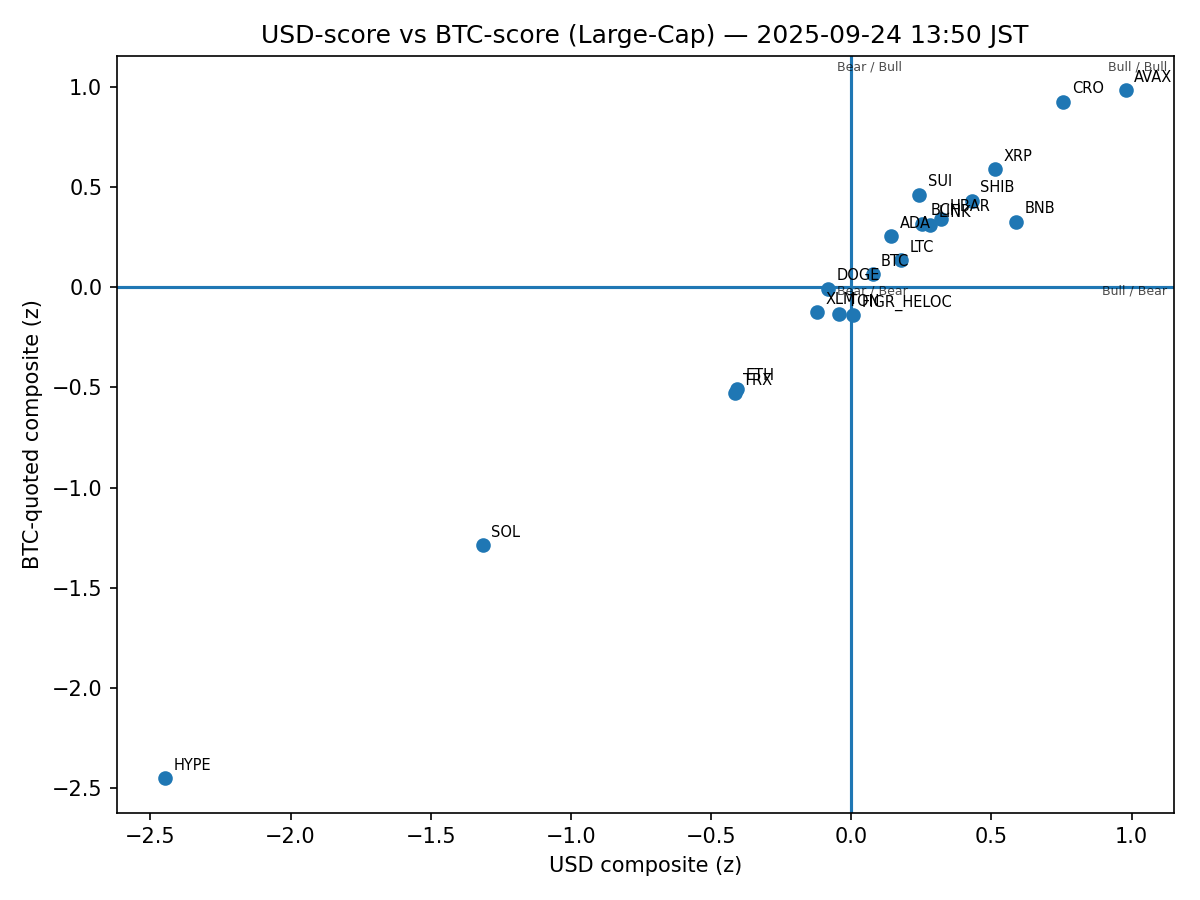 USD-score vs BTC-score (Large-Cap) — 2025-09-24 13:50 JST
Bear / Bull
Bull / Bull
AVAX
CRO
XRP
SUI
SHIB
HBAR
BNB
BCH
LINK
ADA
LTC
BTC
DOGE
Bear / Bear
Bull / Bear
XLM
TON
FIGR_HELOC
ETH
TRX
SOL
HYPE
1.0
0.5
0.0
−0.5
−1.0
−1.5
−2.0
−2.5
BTC-quoted composite (z)
−2.5
−2.0
−1.5
−1.0
−0.5
0.0
0.5
1.0
USD composite (z)